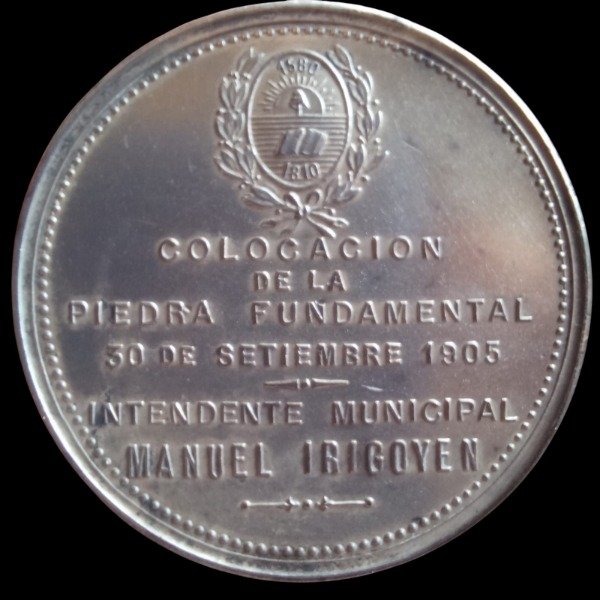 1580
1810
COLOCACION
DE LA
PIEDRA FUNDAMENTAL
30 DE SETIEMBRE 1905
INTENDENTE MUNICIPAL
MANUEL IRIGOYEN